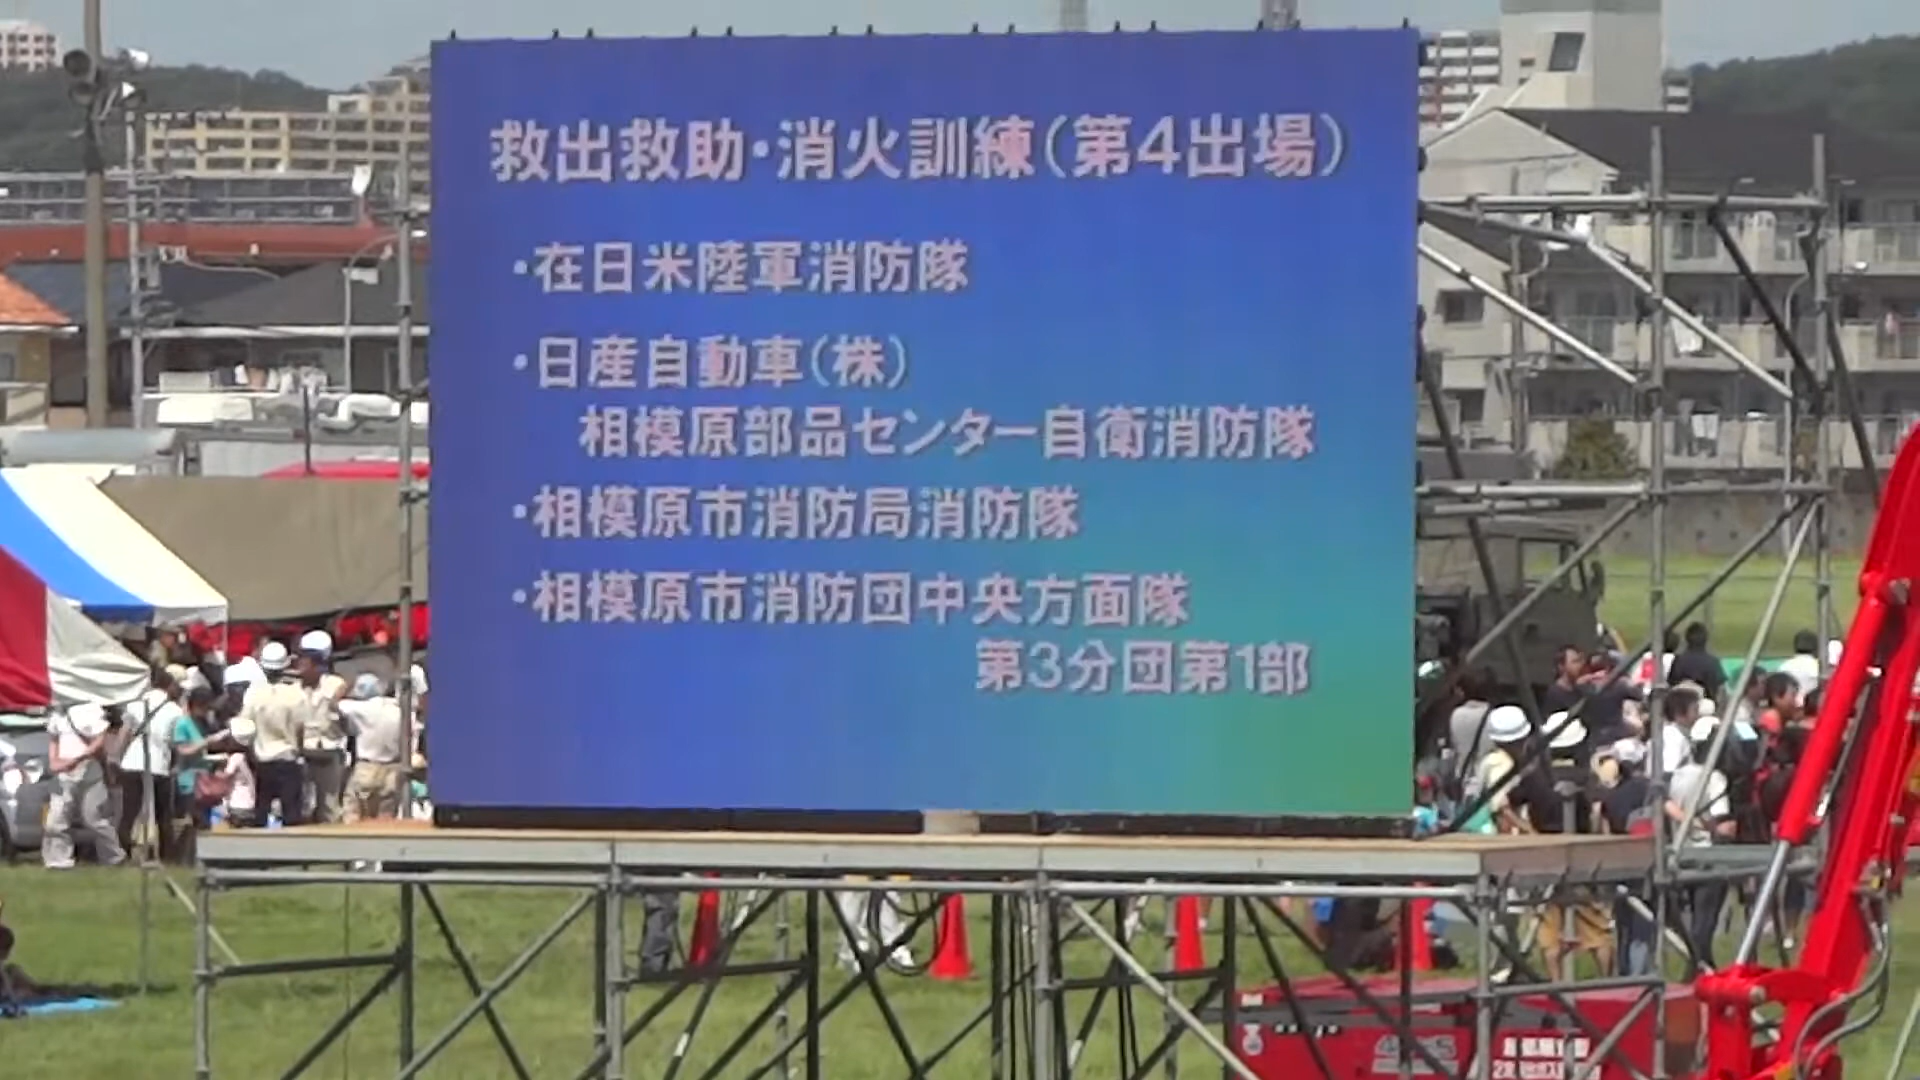 救出救助・消火訓練(第4出場)
・在日米陸軍消防隊
・日産自動車(株)
相模原部品センター自衛消防隊
・相模原市消防局消防隊
・相模原市消防団中央方面隊
第3分団第1部